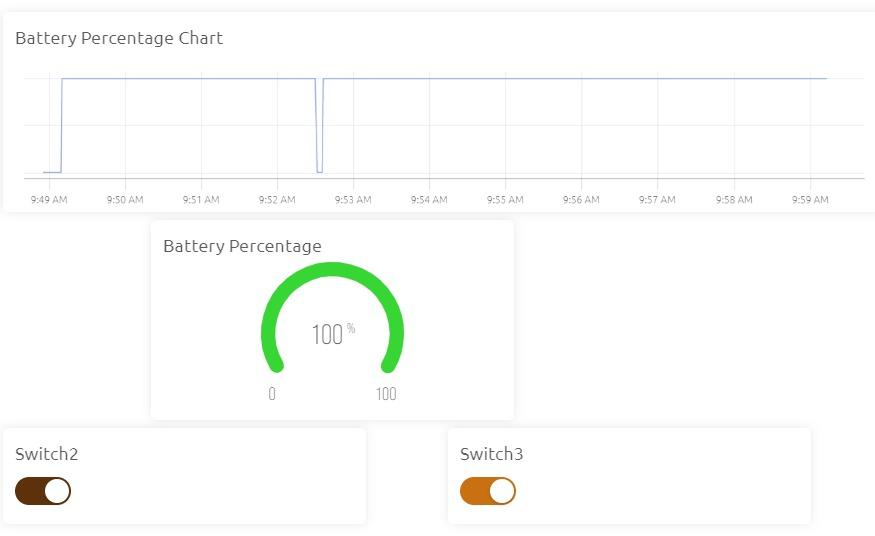 Battery Percentage Chart
9:49 AM 9:50 AM 9:51 AM 9:52 AM 9:53 AM 9:54 AM 9:55 AM 9:56 AM 9:57 AM 9:58 AM 9:59 AM
Battery Percentage
100 %
0 100
Switch2 Switch3